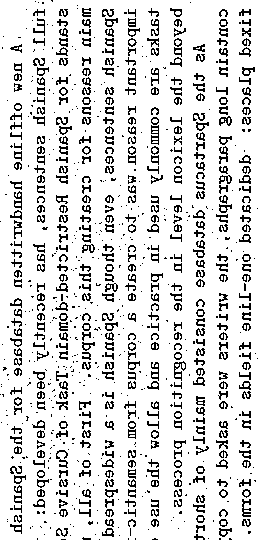 A new offline handwritten database for the Spanish
full Spanish sentences, has recently been developed:
stands for Spanish Restricted-domain Task of Cursive S
main reasons for creating this corpus. First of all,
Spanish sentences, even though Spanish is a widespread
important reason was to create a corpus from semantic-
tasks are commonly used in practice and allow the use
beyond the lexicon level in the recognition process.
As the Spartacus database consisted mainly of short
contain long paragraphs, the writers were asked to cop
fixed places: dedicated one-line fields in the forms.